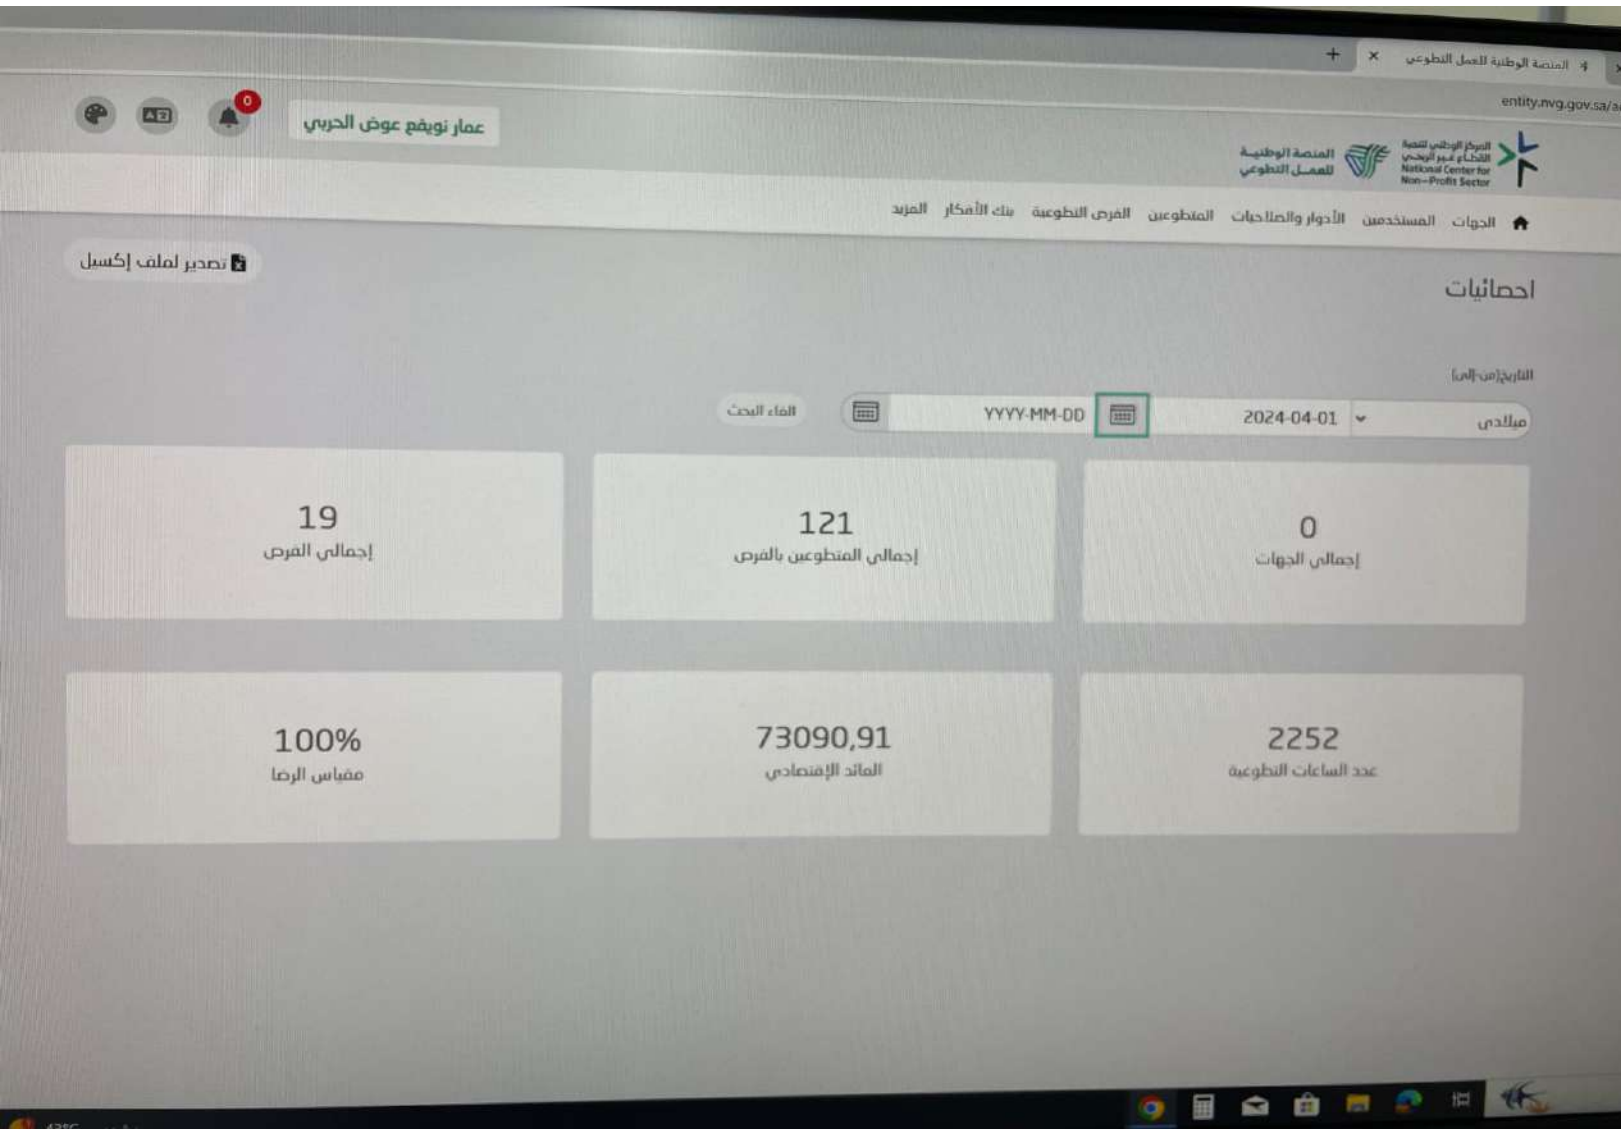 المنصة الوطنية للعمل التطوعي × +
entity.nvg.gov.sa/a
المركز الوطني لتنمية
القطاع غير الربحي
National Center for
Non-Profit Sector
المنصة الوطنية
للعمل التطوعي
عمار نويفع عوض الحربي
0
الجهات المستخدمين الأدوار والصلاحيات المتطوعين الفرص التطوعية بنك الأفكار المزيد
احصائيات
تصدير لملف إكسيل
التاريخ(من-إلى)
ميلادي 2024-04-01 YYYY-MM-DD الغاء البحث
0
إجمالي الجهات
121
إجمالي المتطوعين بالفرص
19
إجمالي الفرص
2252
عدد الساعات التطوعية
73090,91
العائد الإقتصادي
100%
مقياس الرضا